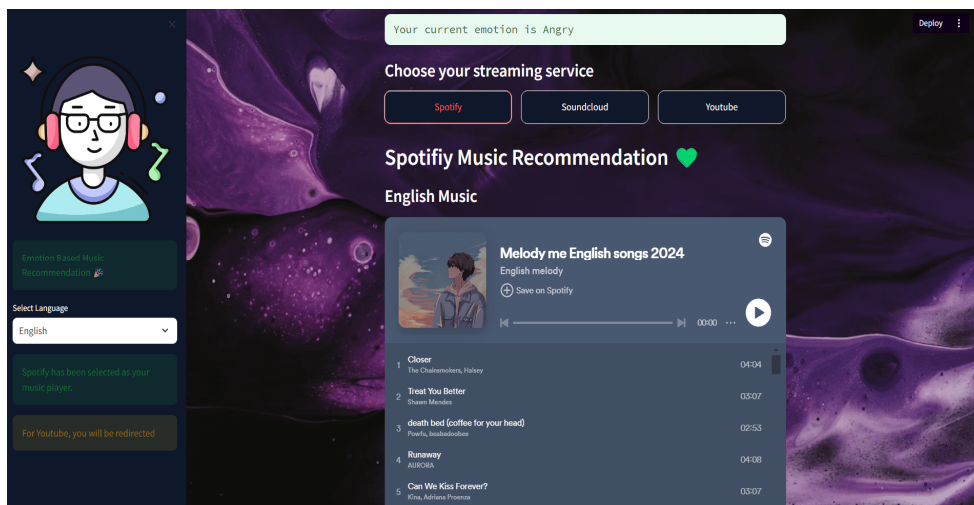 Emotion Based Music
Recommendation 🎉
Select Language
English
Spotify has been selected as your
music player.
For Youtube, you will be redirected
Deploy
Your current emotion is Angry
Choose your streaming service
Spotify
Soundcloud
Youtube
Spotifiy Music Recommendation 💚
English Music
Melody me English songs 2024
English melody
Save on Spotify
00:00
1 Closer 04:04
The Chainsmokers, Halsey
2 Treat You Better 03:07
Shawn Mendes
3 death bed (coffee for your head) 02:53
Powfu, beabadoobee
4 Runaway 04:08
AURORA
5 Can We Kiss Forever? 03:07
Kina, Adriana Proenza